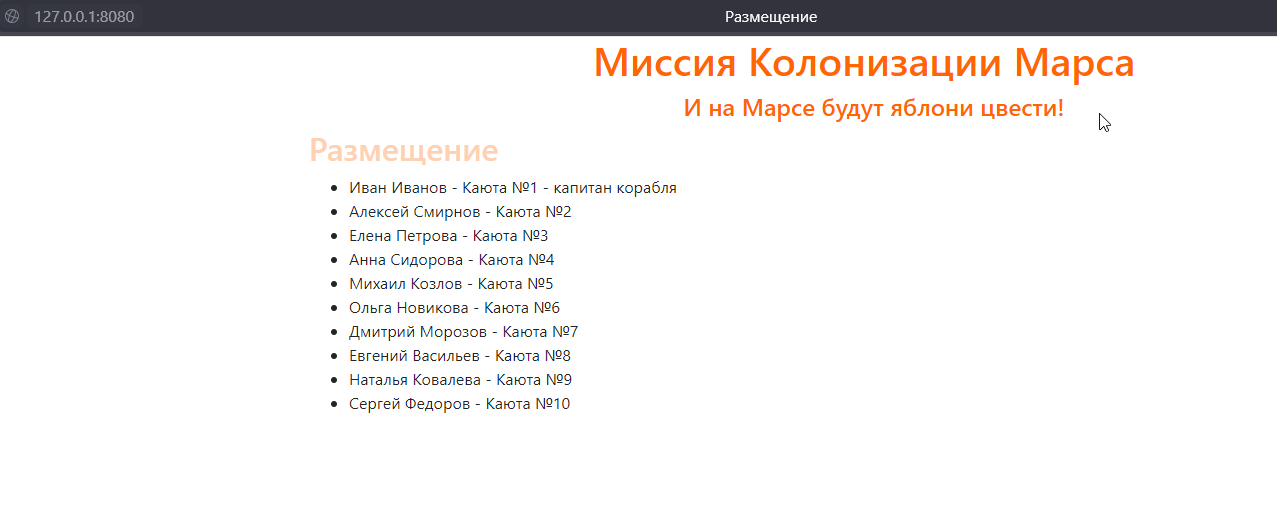 127.0.0.1:8080 Размещение
Миссия Колонизации Марса
И на Марсе будут яблони цвести!
Размещение
Иван Иванов - Каюта №1 - капитан корабля
Алексей Смирнов - Каюта №2
Елена Петрова - Каюта №3
Анна Сидорова - Каюта №4
Михаил Козлов - Каюта №5
Ольга Новикова - Каюта №6
Дмитрий Морозов - Каюта №7
Евгений Васильев - Каюта №8
Наталья Ковалева - Каюта №9
Сергей Федоров - Каюта №10